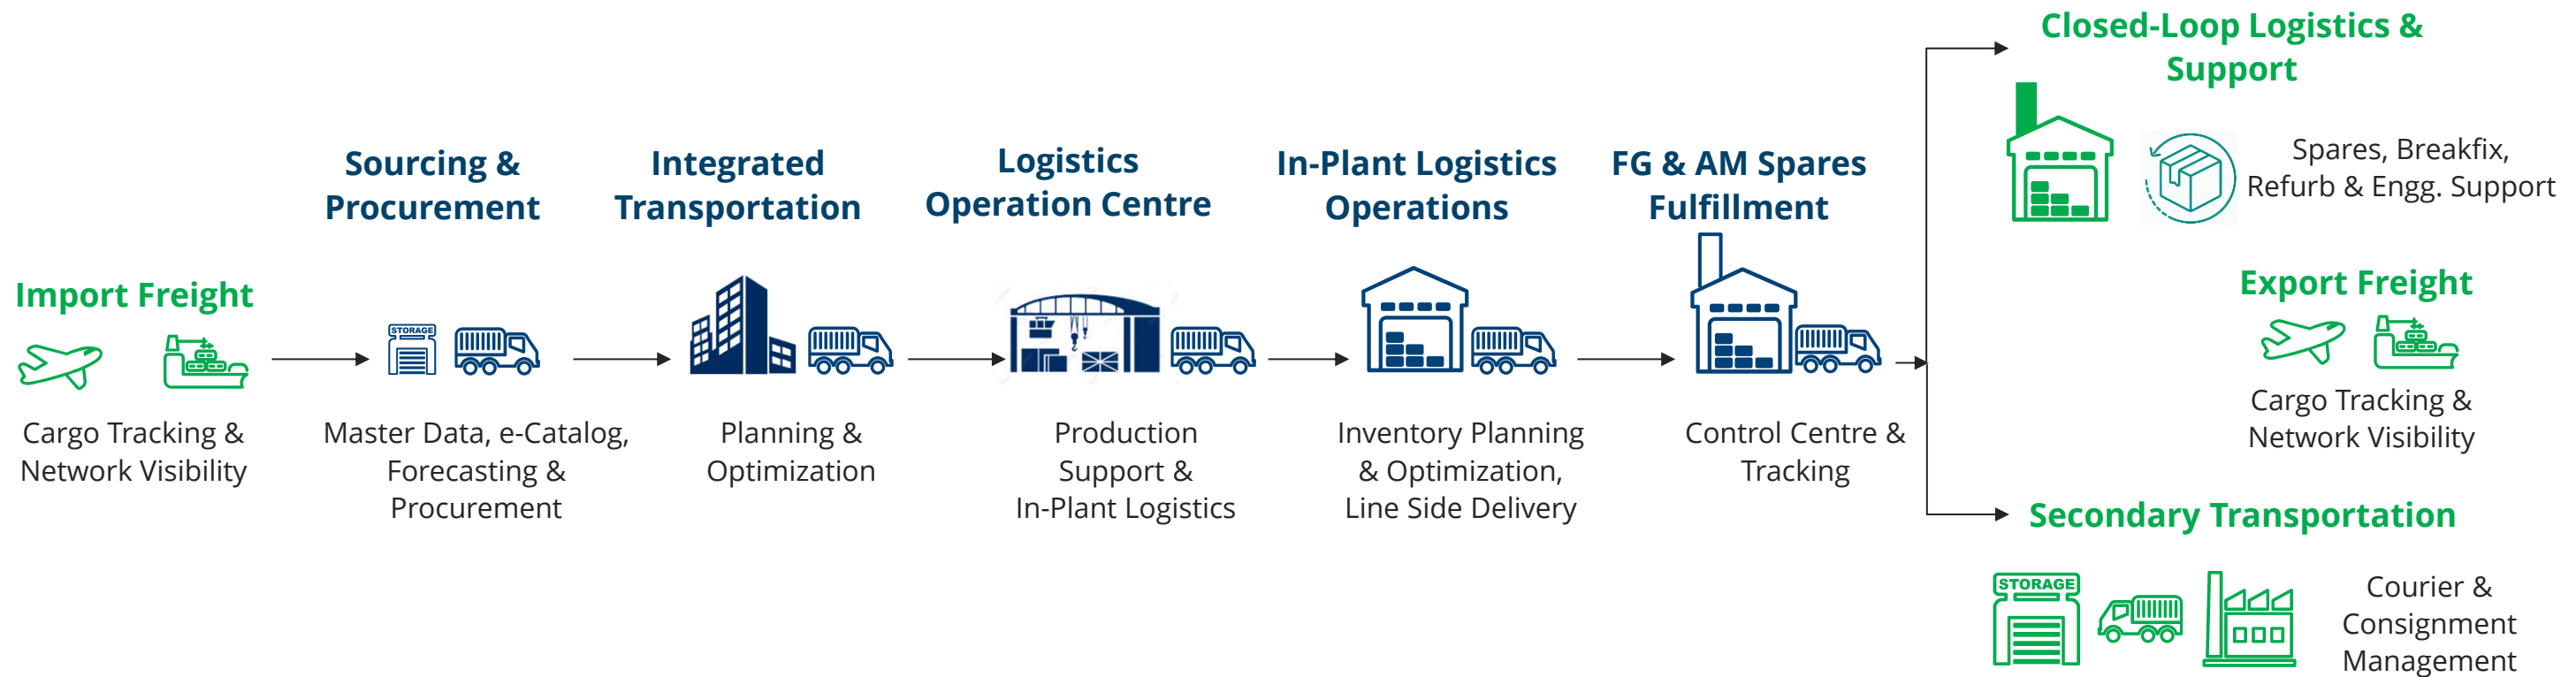 Import Freight
Cargo Tracking &
Network Visibility
Sourcing &
Procurement
STORAGE
Master Data, e-Catalog,
Forecasting &
Procurement
Integrated
Transportation
Planning &
Optimization
Logistics
Operation Centre
Production
Support &
In-Plant Logistics
In-Plant Logistics
Operations
Inventory Planning
& Optimization,
Line Side Delivery
FG & AM Spares
Fulfillment
Control Centre &
Tracking
Closed-Loop Logistics &
Support
Spares, Breakfix,
Refurb & Engg. Support
Export Freight
Cargo Tracking &
Network Visibility
Secondary Transportation
STORAGE
Courier &
Consignment
Management